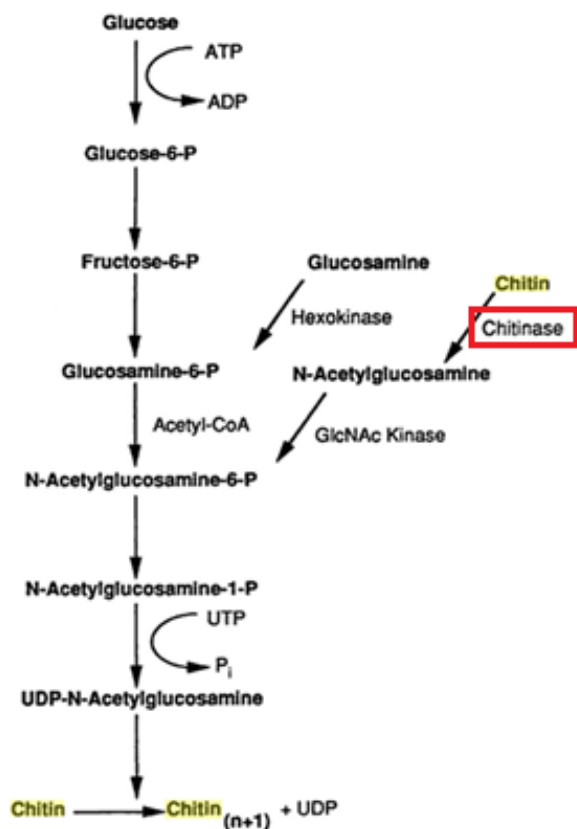 Glucose
ATP
ADP
Glucose-6-P
Fructose-6-P
Glucosamine
Chitin
Hexokinase
Chitinase
Glucosamine-6-P
N-Acetylglucosamine
Acetyl-CoA
GlcNAc Kinase
N-Acetylglucosamine-6-P
N-Acetylglucosamine-1-P
UTP
Pi
UDP-N-Acetylglucosamine
Chitin Chitin(n+1) + UDP